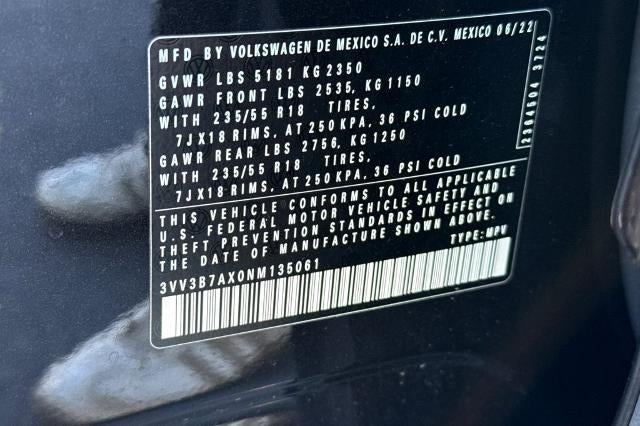 MFD BY VOLKSWAGEN DE MEXICO S.A. DE C.V. MEXICO 06/22
GVWR LBS 5181 KG 2350
GAWR FRONT LBS 2535, KG 1150
WITH 235/55 R18 TIRES,
7JX18 RIMS, AT 250 KPA, 36 PSI COLD
GAWR REAR LBS 2756, KG 1250
WITH 235/55 R18 TIRES,
7JX18 RIMS, AT 250 KPA, 36 PSI COLD
THIS VEHICLE CONFORMS TO ALL APPLICABLE
U.S. FEDERAL MOTOR VEHICLE SAFETY AND
THEFT PREVENTION STANDARDS IN EFFECT ON
THE DATE OF MANUFACTURE SHOWN ABOVE.
TYPE: MPV
3VV3B7AX0NM135061
2364504 3724